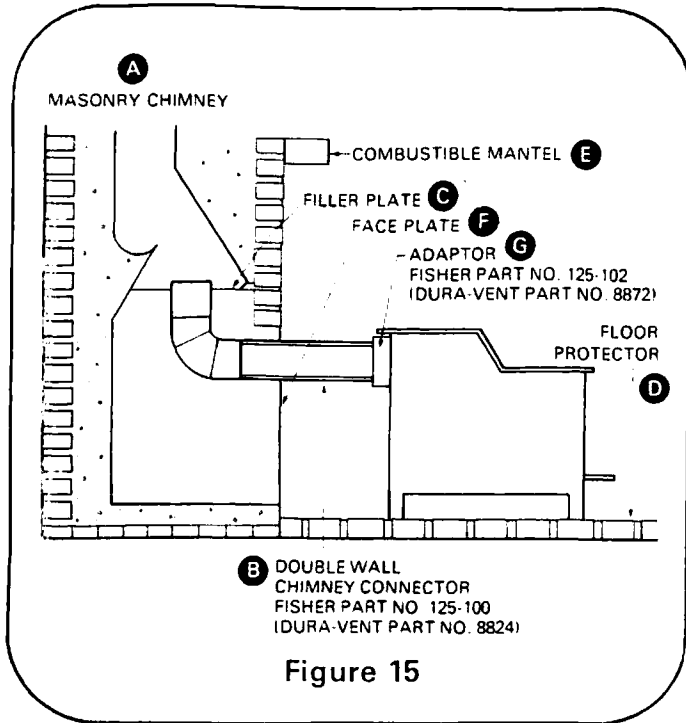 A
MASONRY CHIMNEY
COMBUSTIBLE MANTEL E
FILLER PLATE C
FACE PLATE F
ADAPTOR G
FISHER PART NO. 125-102
(DURA-VENT PART NO. 8872)
FLOOR
PROTECTOR
D
B DOUBLE WALL
CHIMNEY CONNECTOR
FISHER PART NO 125-100
(DURA-VENT PART NO. 8824)
Figure 15